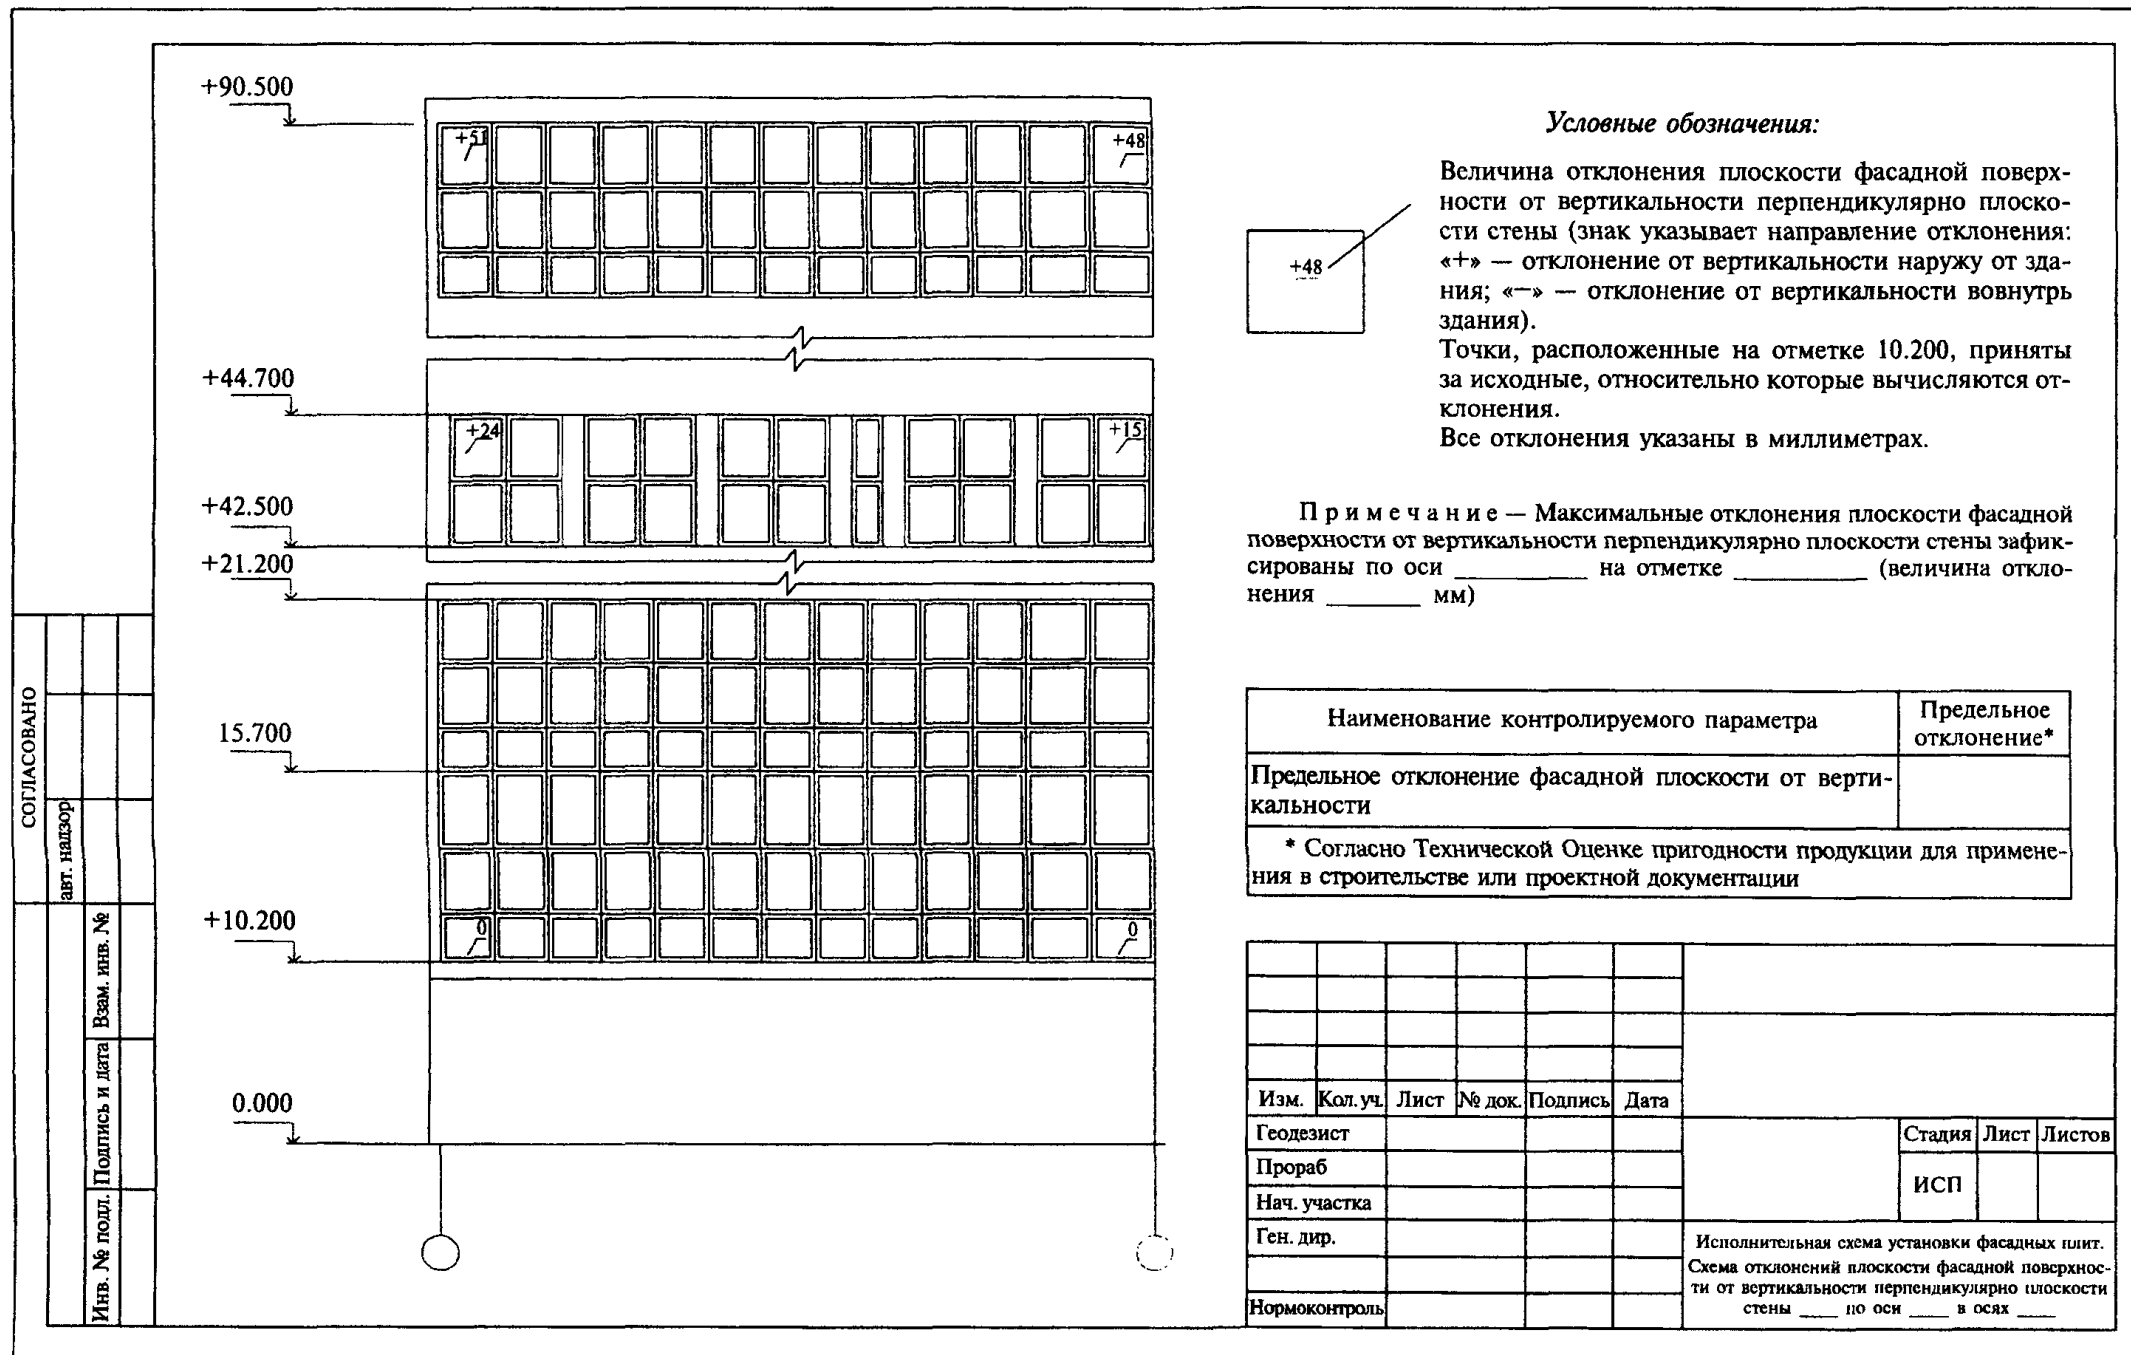 +90.500
+51
+48
+44.700
+24
+15
+42.500
+21.200
15.700
+10.200
0
0
0.000
Условные обозначения:
+48
Величина отклонения плоскости фасадной поверх-
ности от вертикальности перпендикулярно плоско-
сти стены (знак указывает направление отклонения:
«+» — отклонение от вертикальности наружу от зда-
ния; «—» — отклонение от вертикальности вовнутрь
здания).
Точки, расположенные на отметке 10.200, приняты
за исходные, относительно которые вычисляются от-
клонения.
Все отклонения указаны в миллиметрах.
Примечание — Максимальные отклонения плоскости фасадной
поверхности от вертикальности перпендикулярно плоскости стены зафик-
сированы по оси __________ на отметке __________ (величина откло-
нения _______ мм)
Наименование контролируемого параметра
Предельное
отклонение*
Предельное отклонение фасадной плоскости от верти-
кальности
* Согласно Технической Оценке пригодности продукции для примене-
ния в строительстве или проектной документации
Изм. Кол.уч. Лист № док. Подпись Дата
Геодезист
Прораб
Нач. участка
Ген. дир.
Нормоконтроль
Стадия Лист Листов
ИСП
Исполнительная схема установки фасадных плит.
Схема отклонений плоскости фасадной поверхнос-
ти от вертикальности перпендикулярно плоскости
стены ____ по оси ____ в осях ____
СОГЛАСОВАНО
авт. надзор
Взам. инв. №
Подпись и дата
Инв. № подл.